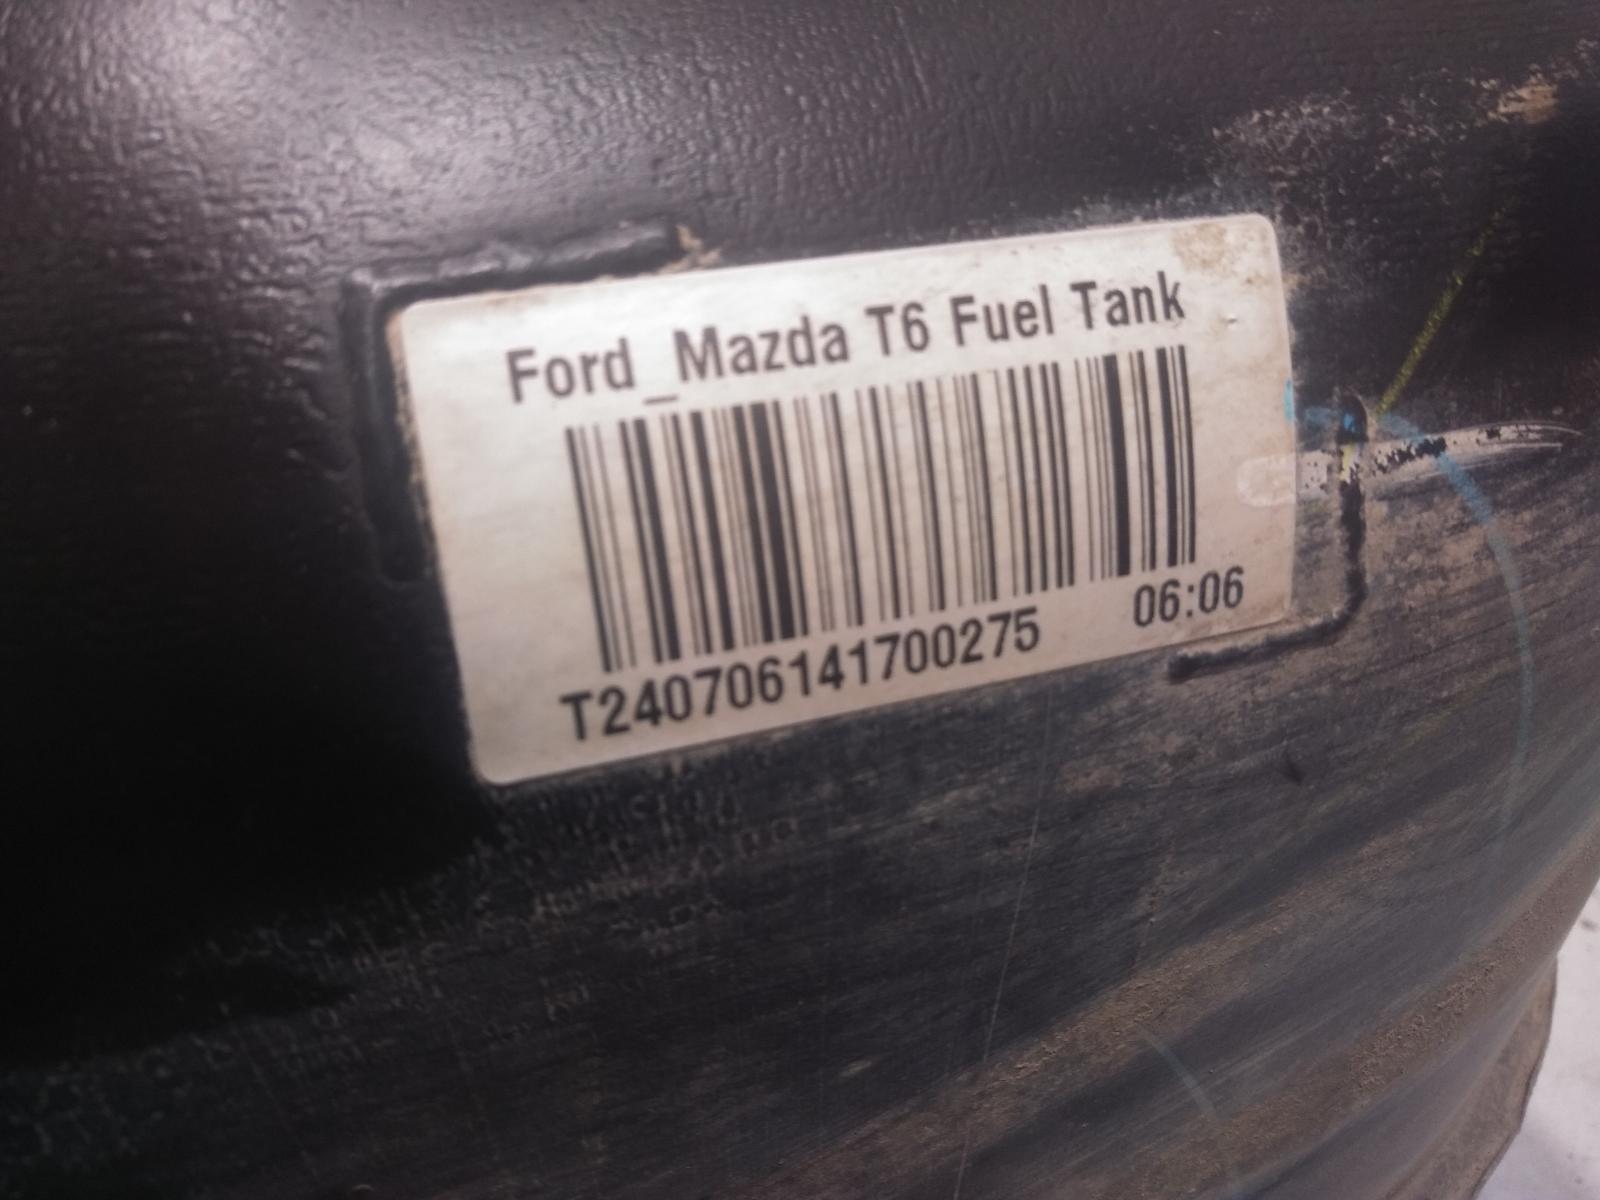 Ford_Mazda T6 Fuel Tank
T240706141700275 06:06